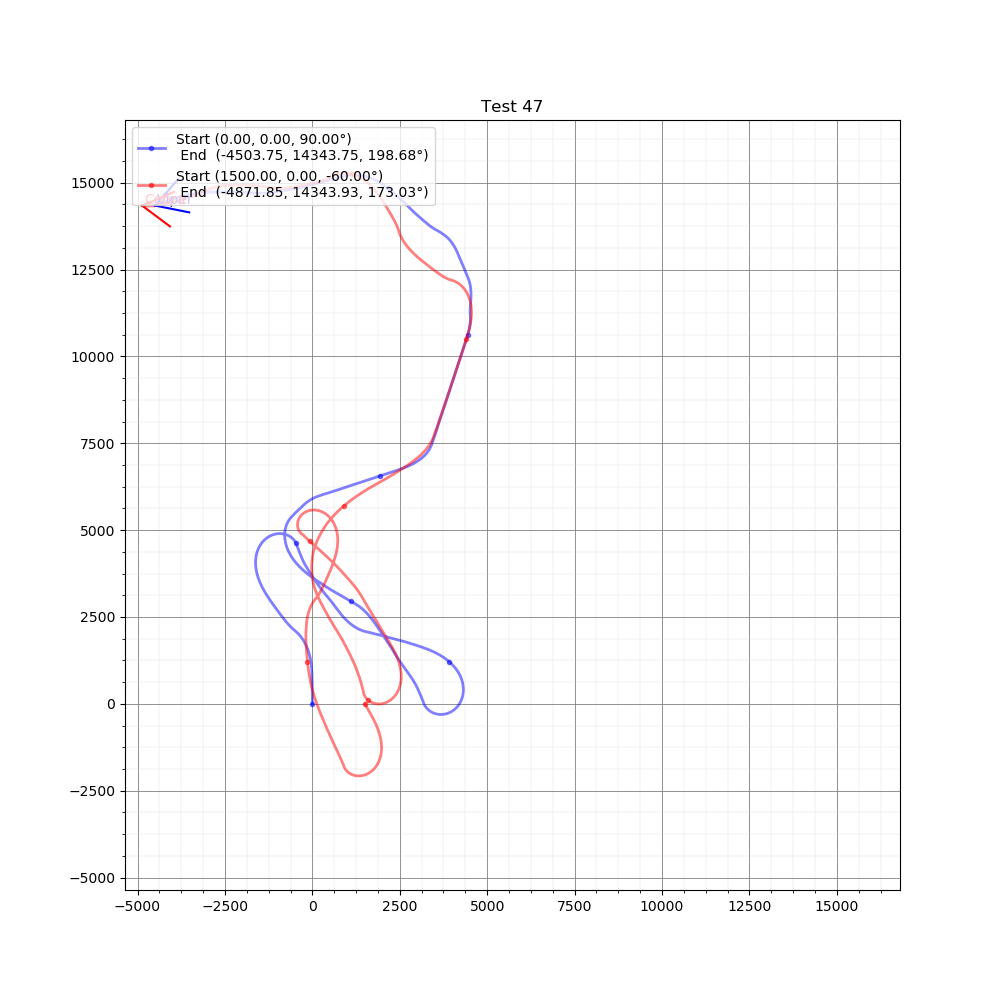 Test 47
Start (0.00, 0.00, 90.00°)
End  (-4503.75, 14343.75, 198.68°)
Start (1500.00, 0.00, -60.00°)
End  (-4871.85, 14343.93, 173.03°)
15000
12500
10000
7500
5000
2500
0
−2500
−5000
−5000 −2500 0 2500 5000 7500 10000 12500 15000